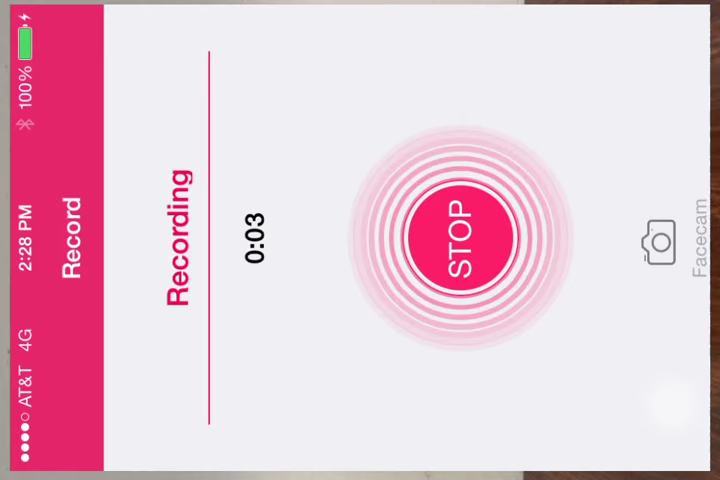 AT&T 4G 2:28 PM 100%
Record
Recording
0:03
STOP
Facecam